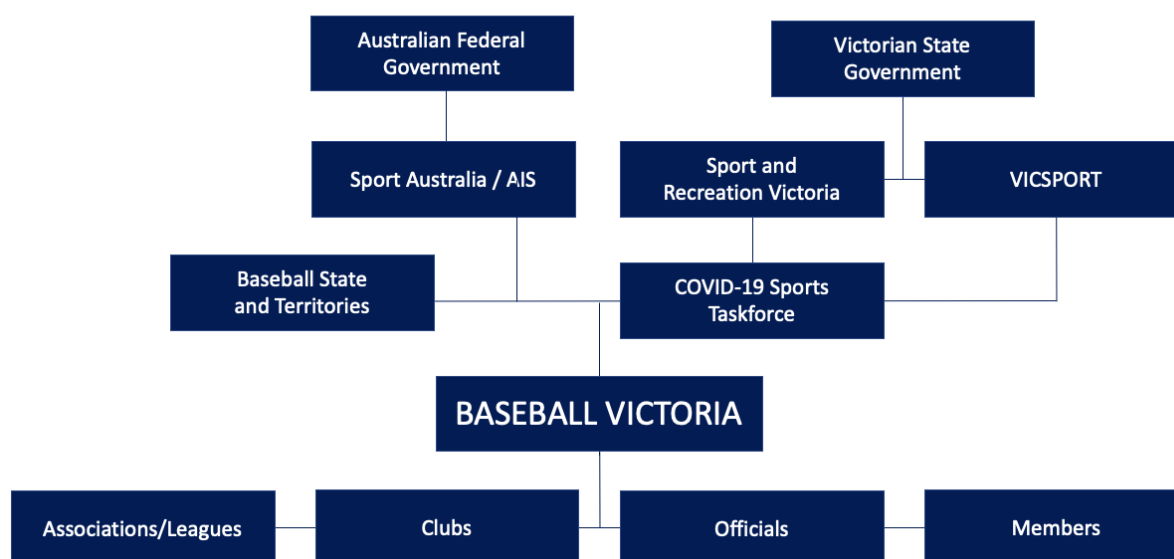 Australian Federal
Government
Victorian State
Government
Sport Australia / AIS
Sport and
Recreation Victoria
VICSPORT
Baseball State
and Territories
COVID-19 Sports
Taskforce
BASEBALL VICTORIA
Associations/Leagues
Clubs
Officials
Members